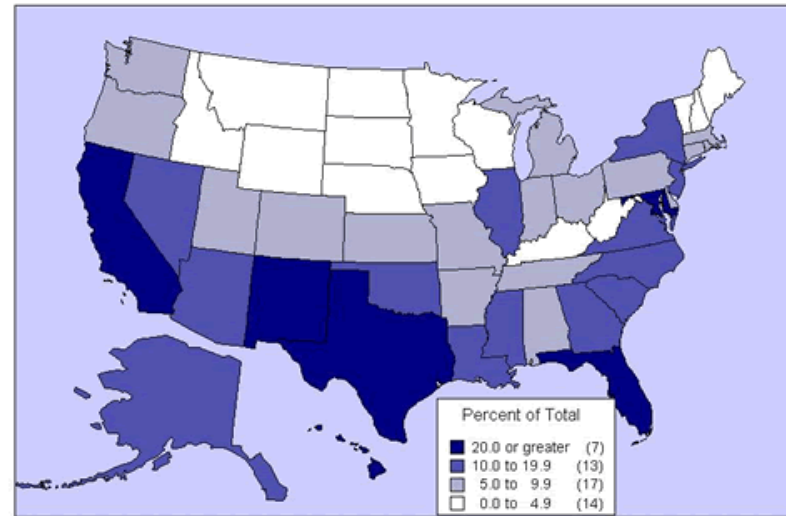 Percent of Total
20.0 or greater (7)
10.0 to 19.9 (13)
5.0 to 9.9 (17)
0.0 to 4.9 (14)